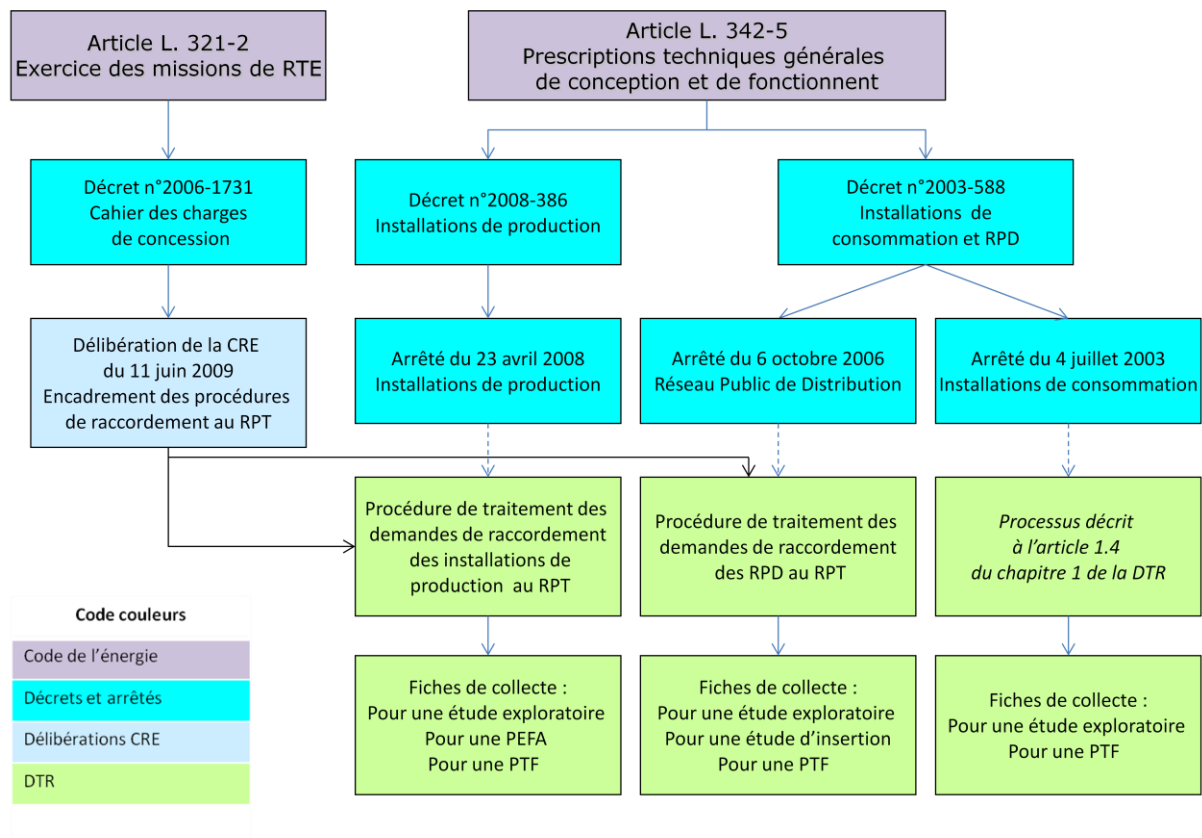 Article L. 321-2
Exercice des missions de RTE
Article L. 342-5
Prescriptions techniques générales
de conception et de fonctionnent
Décret n°2006-1731
Cahier des charges
de concession
Décret n°2008-386
Installations de production
Décret n°2003-588
Installations de
consommation et RPD
Délibération de la CRE
du 11 juin 2009
Encadrement des procédures
de raccordement au RPT
Arrêté du 23 avril 2008
Installations de production
Arrêté du 6 octobre 2006
Réseau Public de Distribution
Arrêté du 4 juillet 2003
Installations de consommation
Procédure de traitement des
demandes de raccordement
des installations de
production au RPT
Procédure de traitement des
demandes de raccordement
des RPD au RPT
Processus décrit
à l'article 1.4
du chapitre 1 de la DTR
Fiches de collecte :
Pour une étude exploratoire
Pour une PEFA
Pour une PTF
Fiches de collecte :
Pour une étude exploratoire
Pour une étude d'insertion
Pour une PTF
Fiches de collecte :
Pour une étude exploratoire
Pour une PTF
Code couleurs
Code de l'énergie
Décrets et arrêtés
Délibérations CRE
DTR